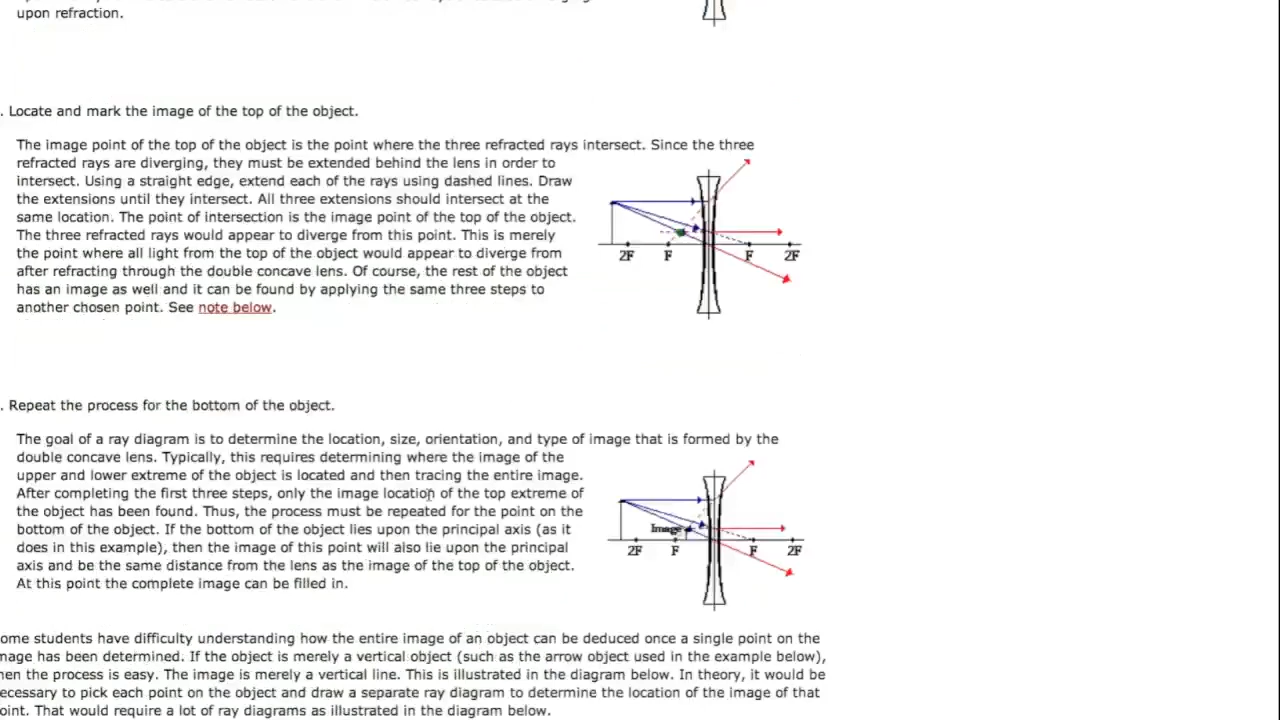 upon refraction.
. Locate and mark the image of the top of the object.
The image point of the top of the object is the point where the three refracted rays intersect. Since the three
refracted rays are diverging, they must be extended behind the lens in order to
intersect. Using a straight edge, extend each of the rays using dashed lines. Draw
the extensions until they intersect. All three extensions should intersect at the
same location. The point of intersection is the image point of the top of the object.
The three refracted rays would appear to diverge from this point. This is merely
the point where all light from the top of the object would appear to diverge from
after refracting through the double concave lens. Of course, the rest of the object
has an image as well and it can be found by applying the same three steps to
another chosen point. See note below.
2F F F 2F
. Repeat the process for the bottom of the object.
The goal of a ray diagram is to determine the location, size, orientation, and type of image that is formed by the
double concave lens. Typically, this requires determining where the image of the
upper and lower extreme of the object is located and then tracing the entire image.
After completing the first three steps, only the image location of the top extreme of
the object has been found. Thus, the process must be repeated for the point on the
bottom of the object. If the bottom of the object lies upon the principal axis (as it
does in this example), then the image of this point will also lie upon the principal
axis and be the same distance from the lens as the image of the top of the object.
At this point the complete image can be filled in.
Image
2F F F 2F
ome students have difficulty understanding how the entire image of an object can be deduced once a single point on the
mage has been determined. If the object is merely a vertical object (such as the arrow object used in the example below),
hen the process is easy. The image is merely a vertical line. This is illustrated in the diagram below. In theory, it would be
ecessary to pick each point on the object and draw a separate ray diagram to determine the location of the image of that
oint. That would require a lot of ray diagrams as illustrated in the diagram below.